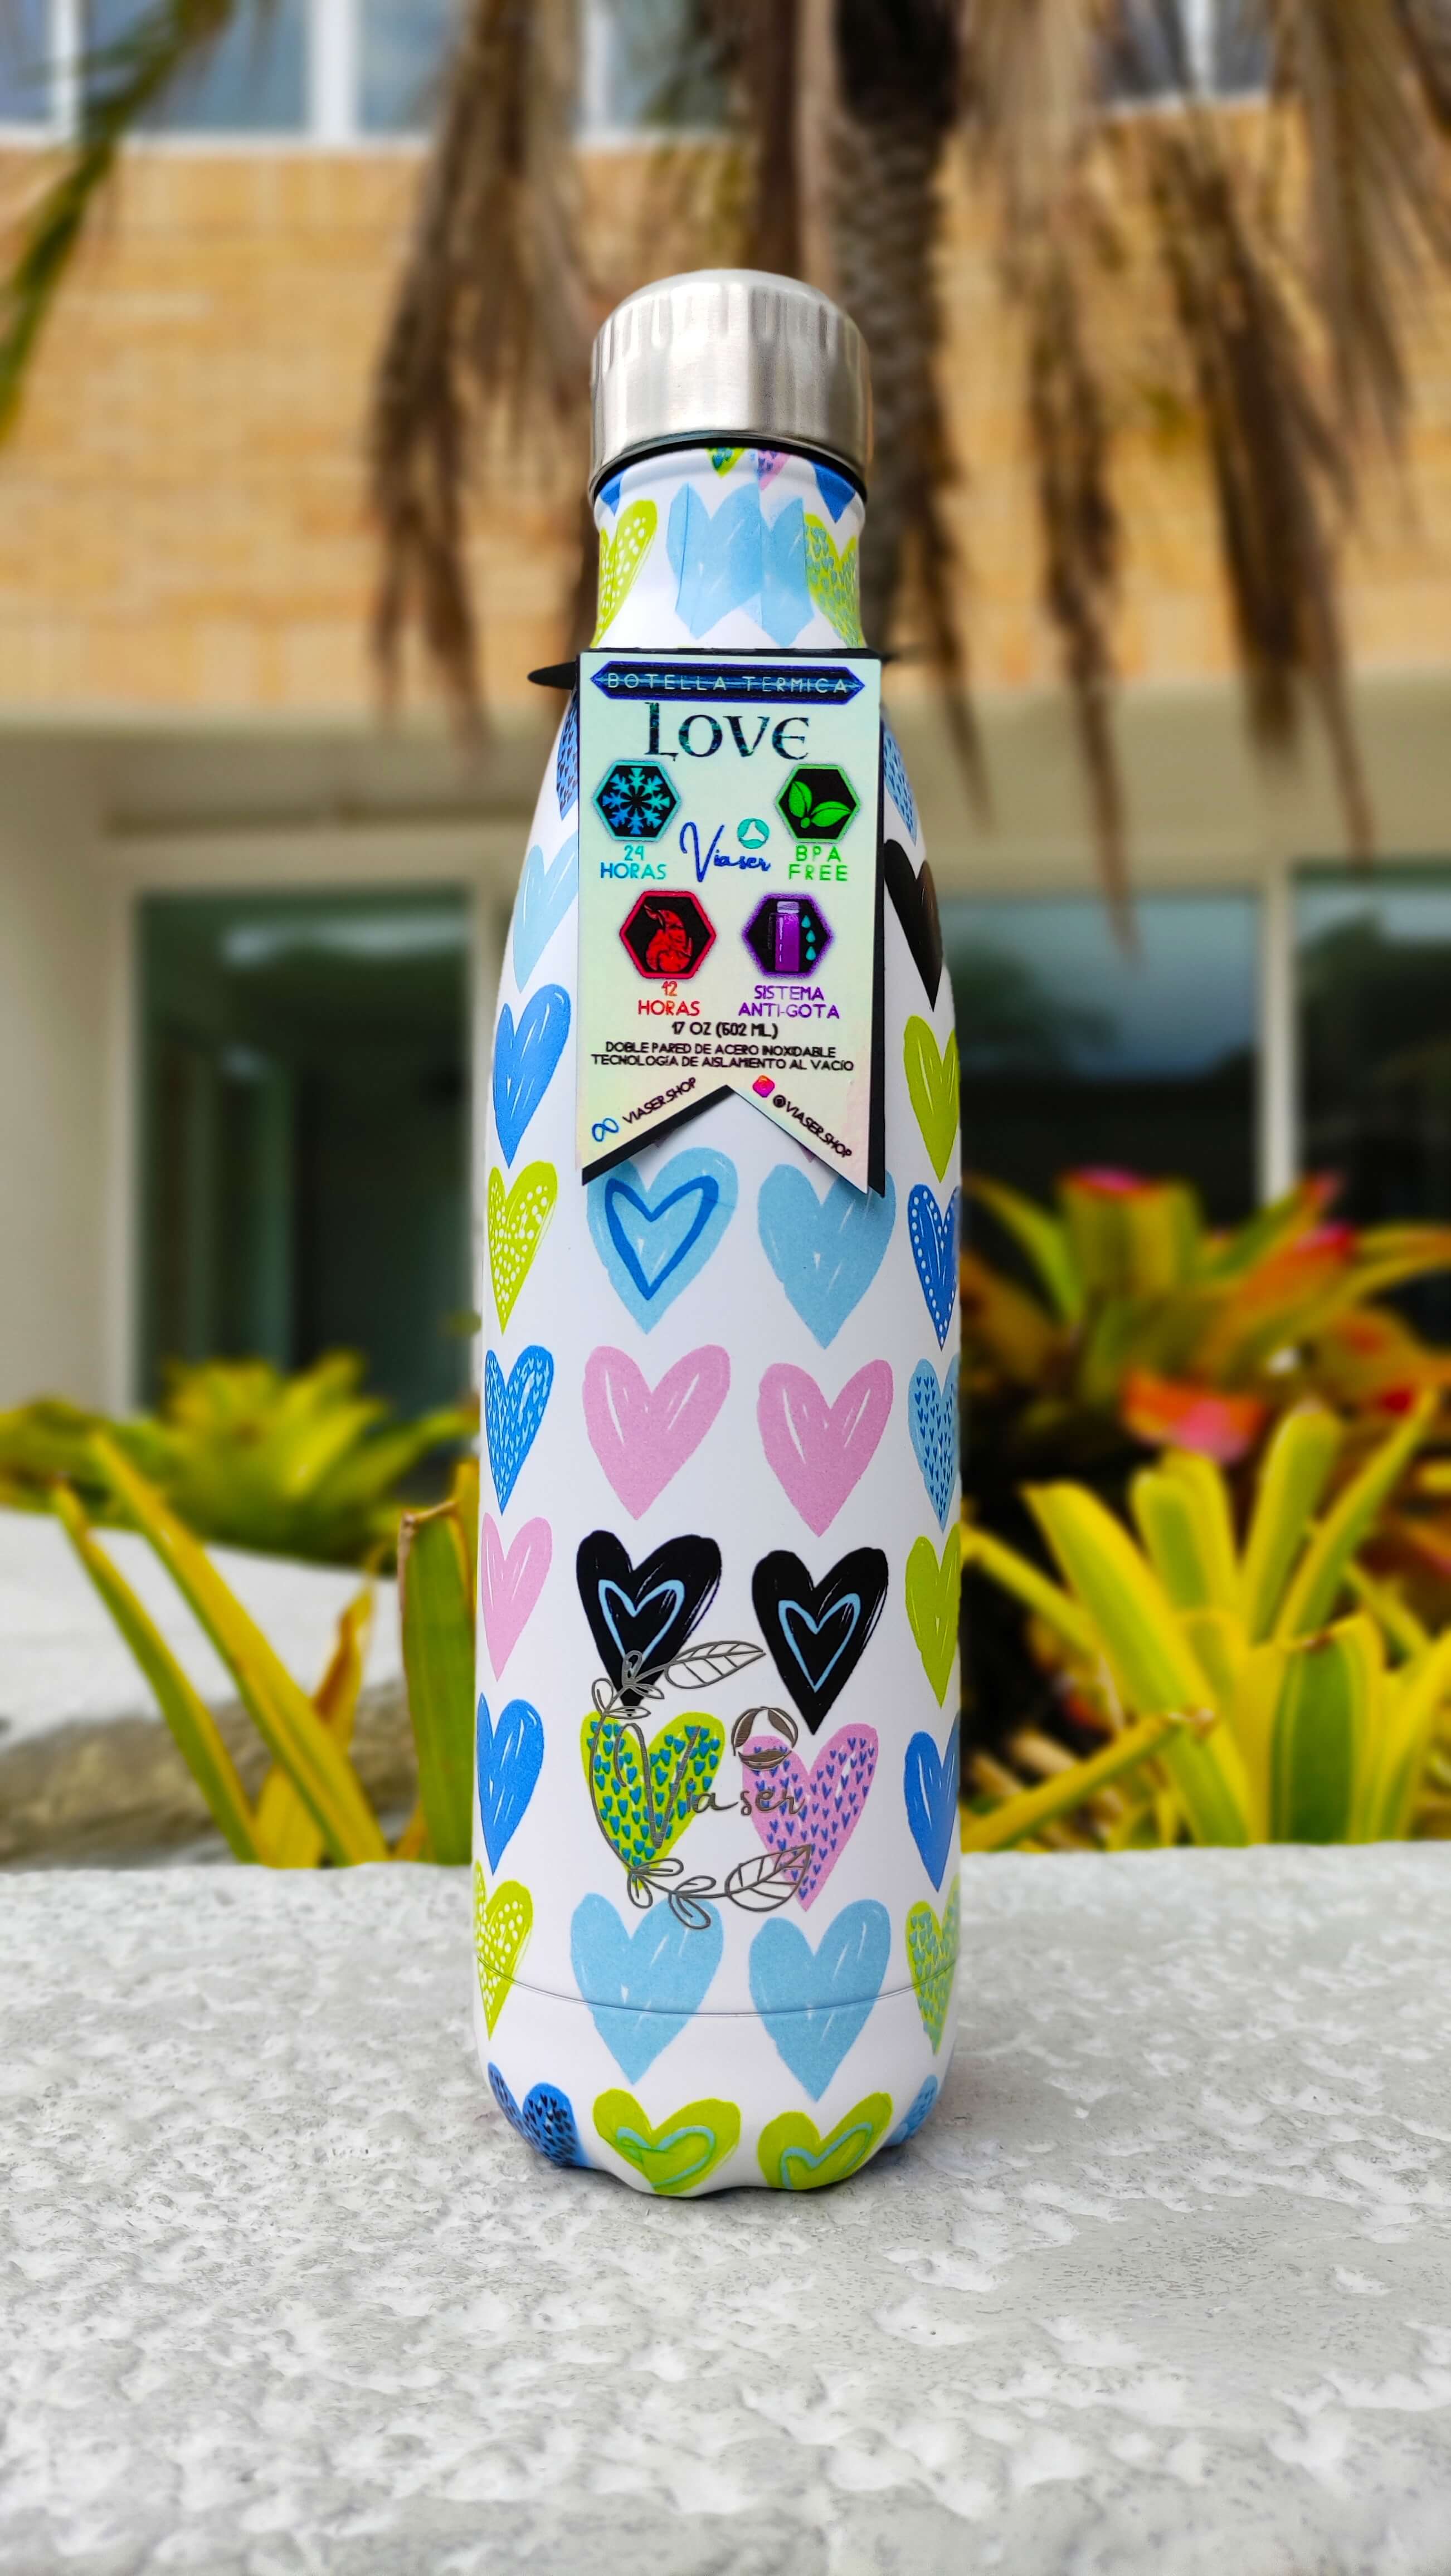 BOTELLA TERMICA
LOVE
24
HORAS
Viaser
BPA
FREE
12
HORAS
SISTEMA
ANTI-GOTA
17 OZ (502 ML)
DOBLE PARED DE ACERO INOXIDABLE
TECNOLOGÍA DE AISLAMIENTO AL VACÍO
VIASER.SHOP
@VIASER.SHOP
Viaser